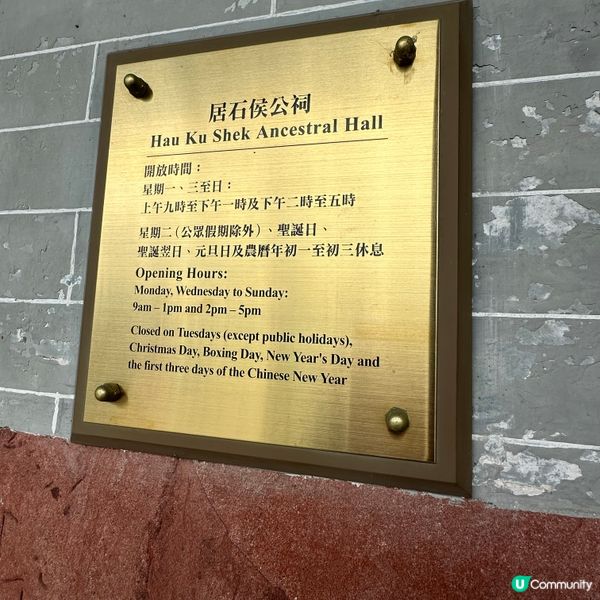 居石侯公祠
Hau Ku Shek Ancestral Hall
開放時間：
星期一、三至日：
上午九時至下午一時及下午二時至五時
星期二（公眾假期除外）、聖誕日、
聖誕翌日、元旦日及農曆年初一至初三休息
Opening Hours:
Monday, Wednesday to Sunday:
9am – 1pm and 2pm – 5pm
Closed on Tuesdays (except public holidays),
Christmas Day, Boxing Day, New Year's Day and
the first three days of the Chinese New Year
U Community